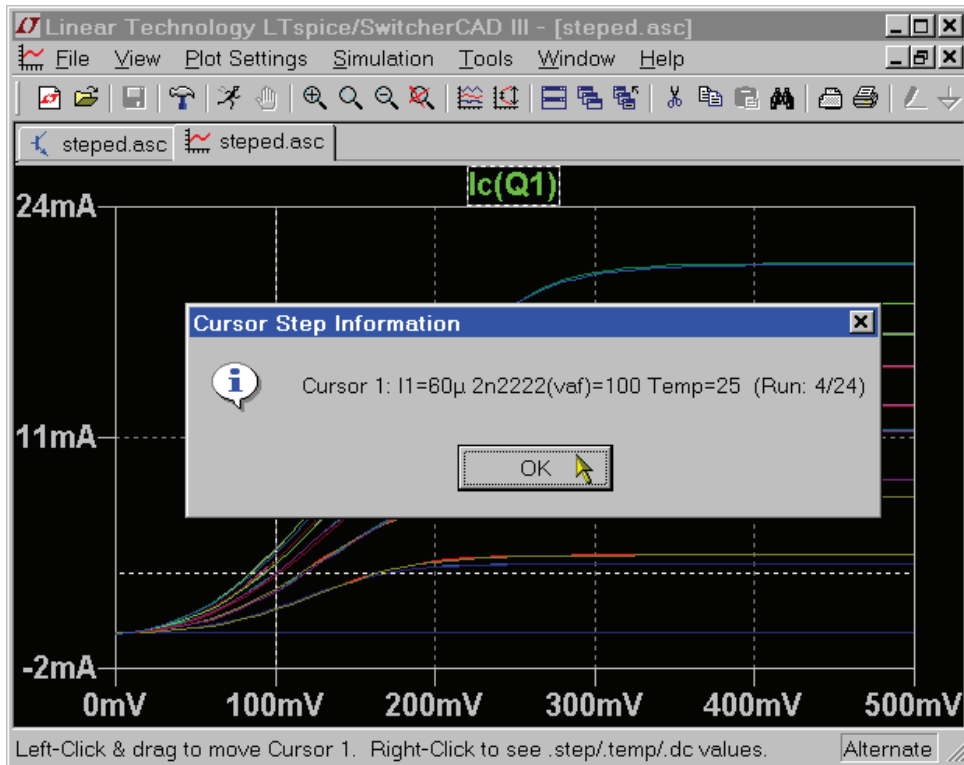 Linear Technology LTspice/SwitcherCAD III - [steped.asc]
File View Plot Settings Simulation Tools Window Help
steped.asc steped.asc
Ic(Q1)
24mA
Cursor Step Information
Cursor 1: I1=60µ 2n2222(vaf)=100 Temp=25 (Run: 4/24)
11mA
OK
-2mA
0mV 100mV 200mV 300mV 400mV 500mV
Left-Click & drag to move Cursor 1. Right-Click to see .step/.temp/.dc values. Alternate